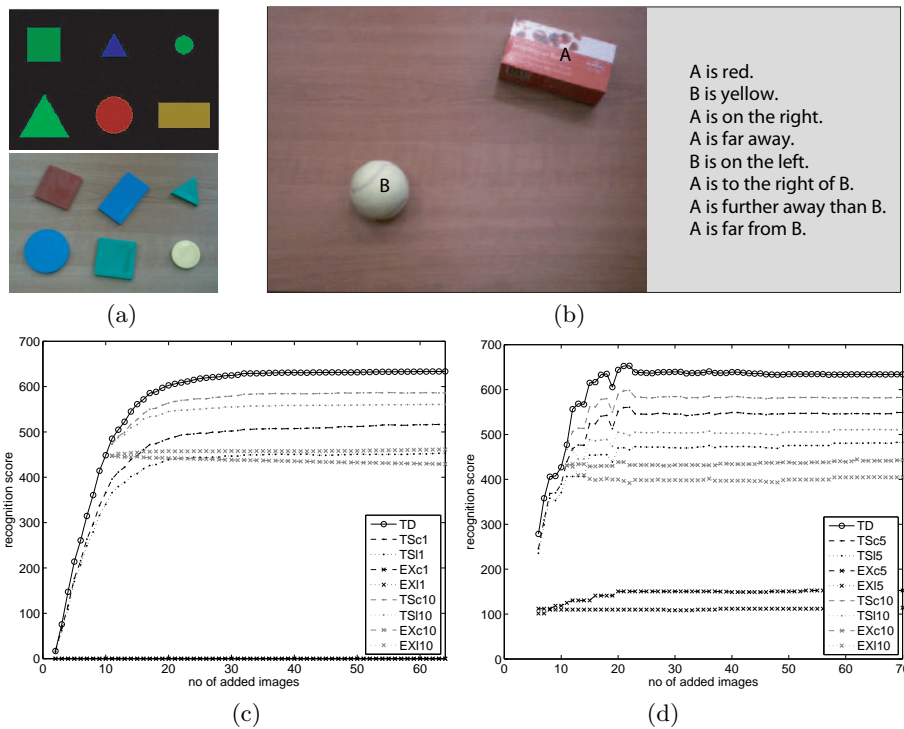 A
B
A is red.
B is yellow.
A is on the right.
A is far away.
B is on the left.
A is to the right of B.
A is further away than B.
A is far from B.
(a)
(b)
700
600
500
400
300
200
100
0
recognition score
0 10 20 30 40 50 60
no of added images
TD
TSc1
TSl1
EXc1
EXl1
TSc10
TSl10
EXc10
EXl10
(c)
700
600
500
400
300
200
100
0
recognition score
0 10 20 30 40 50 60 70
no of added images
TD
TSc5
TSl5
EXc5
EXl5
TSc10
TSl10
EXc10
EXl10
(d)